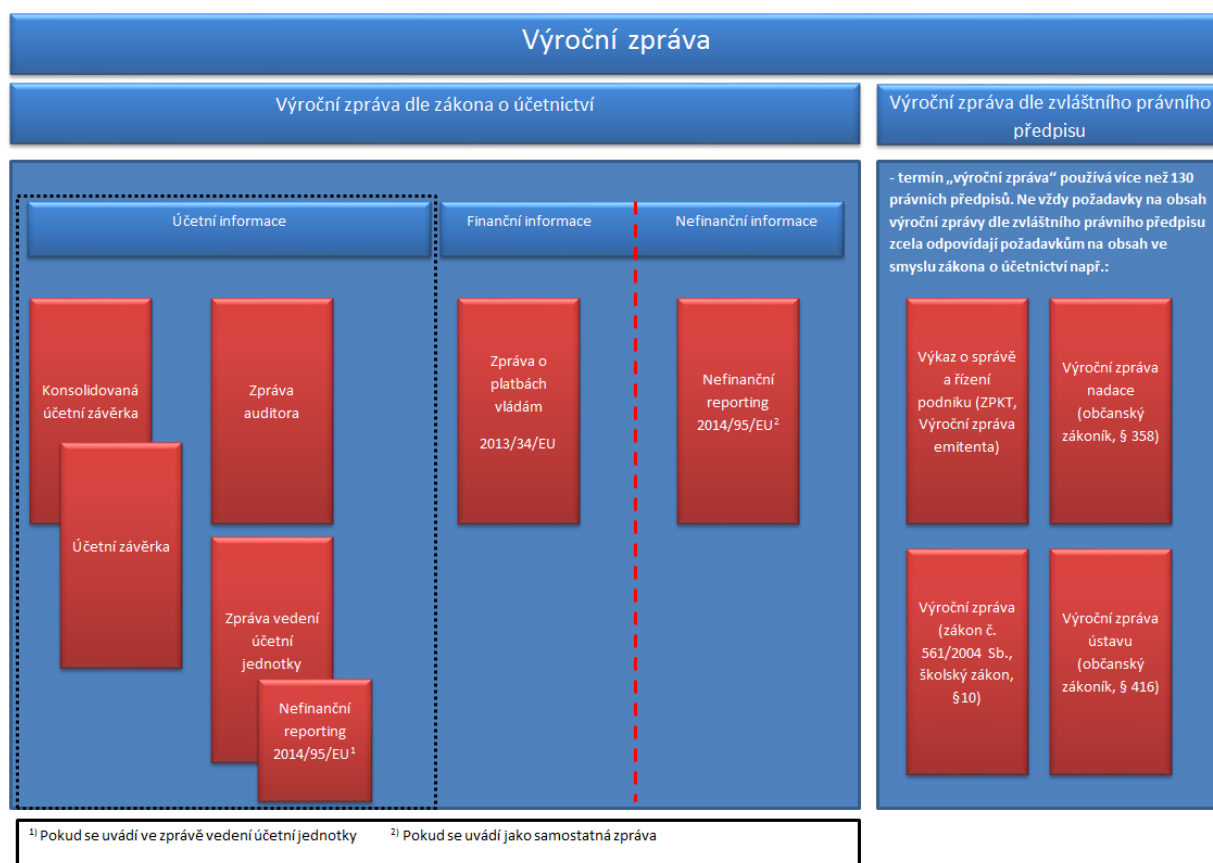 Výroční zpráva
Výroční zpráva dle zákona o účetnictví
Výroční zpráva dle zvláštního právního
předpisu
Účetní informace
Finanční informace
Nefinanční informace
Konsolidovaná
účetní závěrka
Účetní závěrka
Zpráva
auditora
Zpráva vedení
účetní
jednotky
Nefinanční
reporting
2014/95/EU¹
Zpráva o
platbách
vládám
2013/34/EU
Nefinanční
reporting
2014/95/EU²
- termín „výroční zpráva“ používá více než 130
právních předpisů. Ne vždy požadavky na obsah
výroční zprávy dle zvláštního právního předpisu
zcela odpovídají požadavkům na obsah ve
smyslu zákona o účetnictví např.:
Výkaz o správě
a řízení
podniku (ZPKT,
Výroční zpráva
emitenta)
Výroční zpráva
nadace
(občanský
zákoník, § 358)
Výroční zpráva
(zákon č.
561/2004 Sb.,
školský zákon,
§10)
Výroční zpráva
ústavu
(občanský
zákoník, § 416)
¹⁾ Pokud se uvádí ve zprávě vedení účetní jednotky
²⁾ Pokud se uvádí jako samostatná zpráva